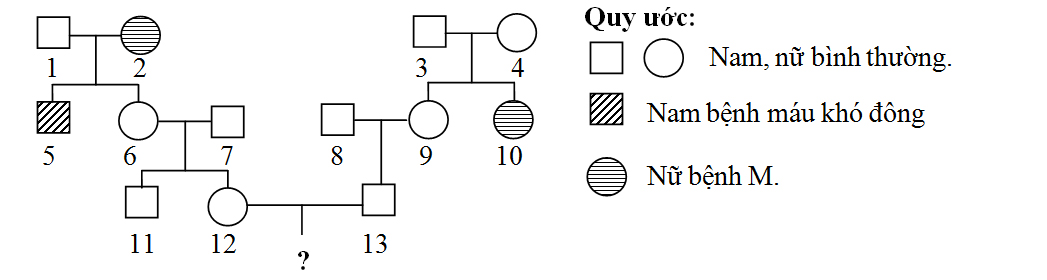 Quy ước:
Nam, nữ bình thường.
Nam bệnh máu khó đông
Nữ bệnh M.
1 2 3 4
5 6 7 8 9 10
11 12 13
?